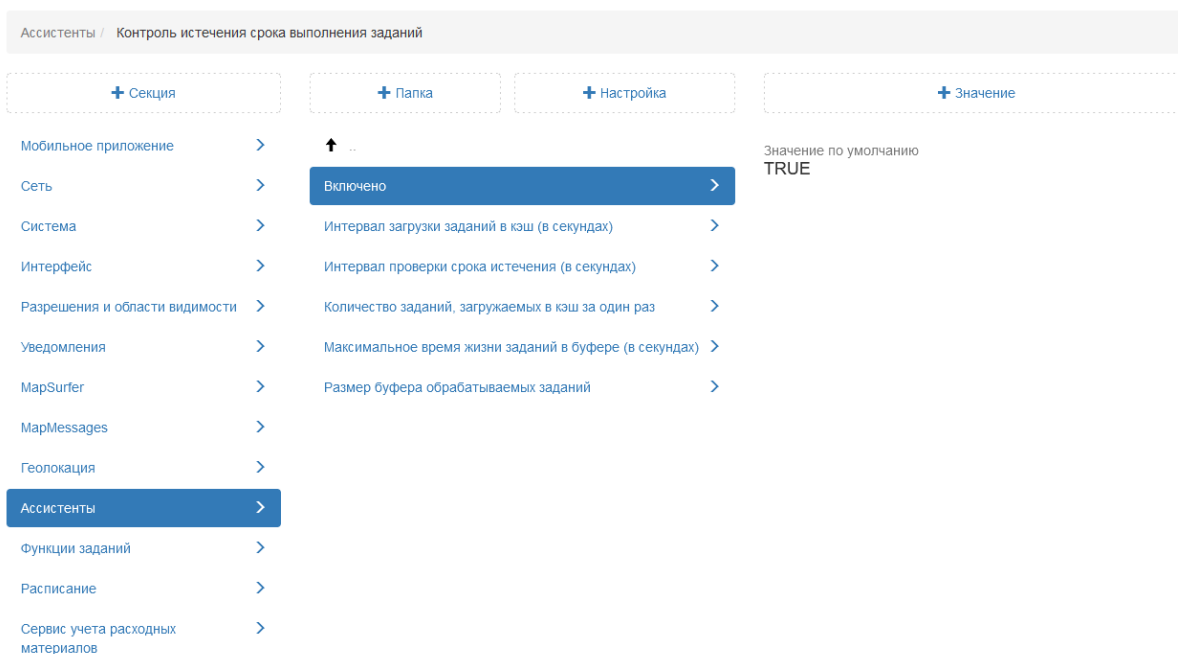 Ассистенты / Контроль истечения срока выполнения заданий
+ Секция
+ Папка
+ Настройка
+ Значение
Мобильное приложение
Сеть
Система
Интерфейс
Разрешения и области видимости
Уведомления
MapSurfer
MapMessages
Геолокация
Ассистенты
Функции заданий
Расписание
Сервис учета расходных
материалов
..
Включено
Интервал загрузки заданий в кэш (в секундах)
Интервал проверки срока истечения (в секундах)
Количество заданий, загружаемых в кэш за один раз
Максимальное время жизни заданий в буфере (в секундах)
Размер буфера обрабатываемых заданий
Значение по умолчанию
TRUE